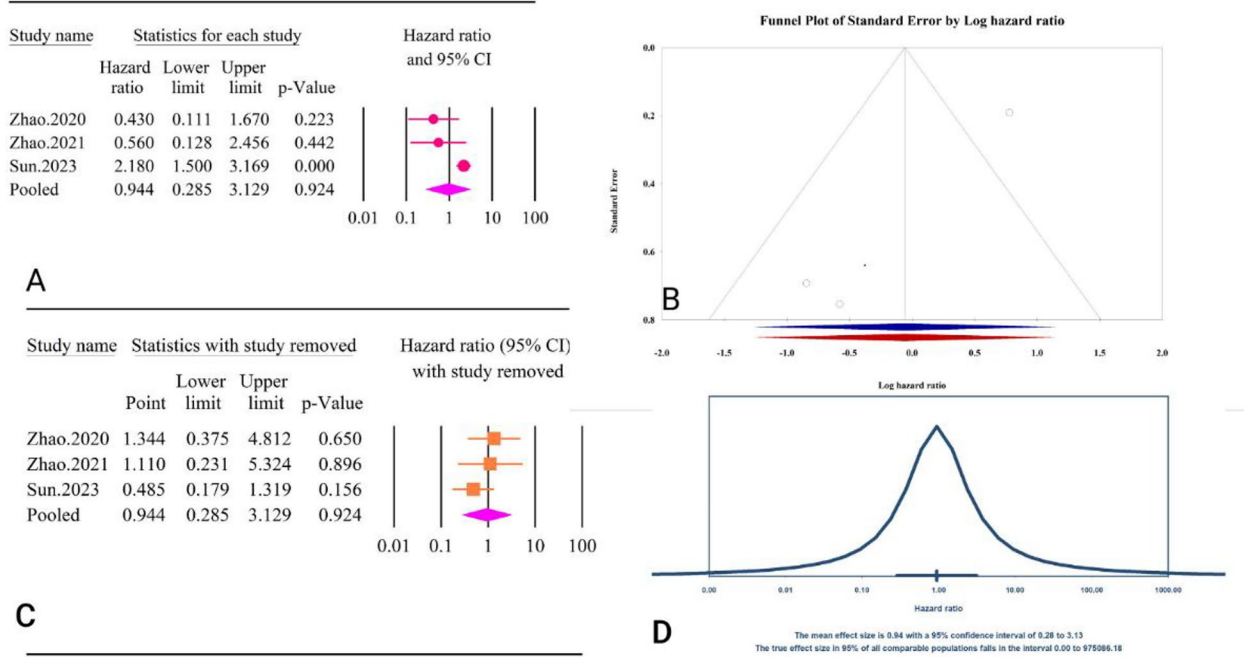 Study name Statistics for each study Hazard ratio
and 95% CI
Hazard Lower Upper
ratio limit limit p-Value
Zhao.2020 0.430 0.111 1.670 0.223
Zhao.2021 0.560 0.128 2.456 0.442
Sun.2023 2.180 1.500 3.169 0.000
Pooled 0.944 0.285 3.129 0.924
0.01 0.1 1 10 100
A
Funnel Plot of Standard Error by Log hazard ratio
0.0
0.2
0.4
0.6
0.8
Standard Error
B
-2.0 -1.5 -1.0 -0.5 0.0 0.5 1.0 1.5 2.0
Log hazard ratio
Study name Statistics with study removed Hazard ratio (95% CI)
with study removed
Lower Upper
Point limit limit p-Value
Zhao.2020 1.344 0.375 4.812 0.650
Zhao.2021 1.110 0.231 5.324 0.896
Sun.2023 0.485 0.179 1.319 0.156
Pooled 0.944 0.285 3.129 0.924
0.01 0.1 1 10 100
C
0.00 0.01 0.10 1.00 10.00 100.00 1000.00
Hazard ratio
D
The mean effect size is 0.94 with a 95% confidence interval of 0.28 to 3.13
The true effect size in 95% of all comparable populations falls in the interval 0.00 to 975086.18